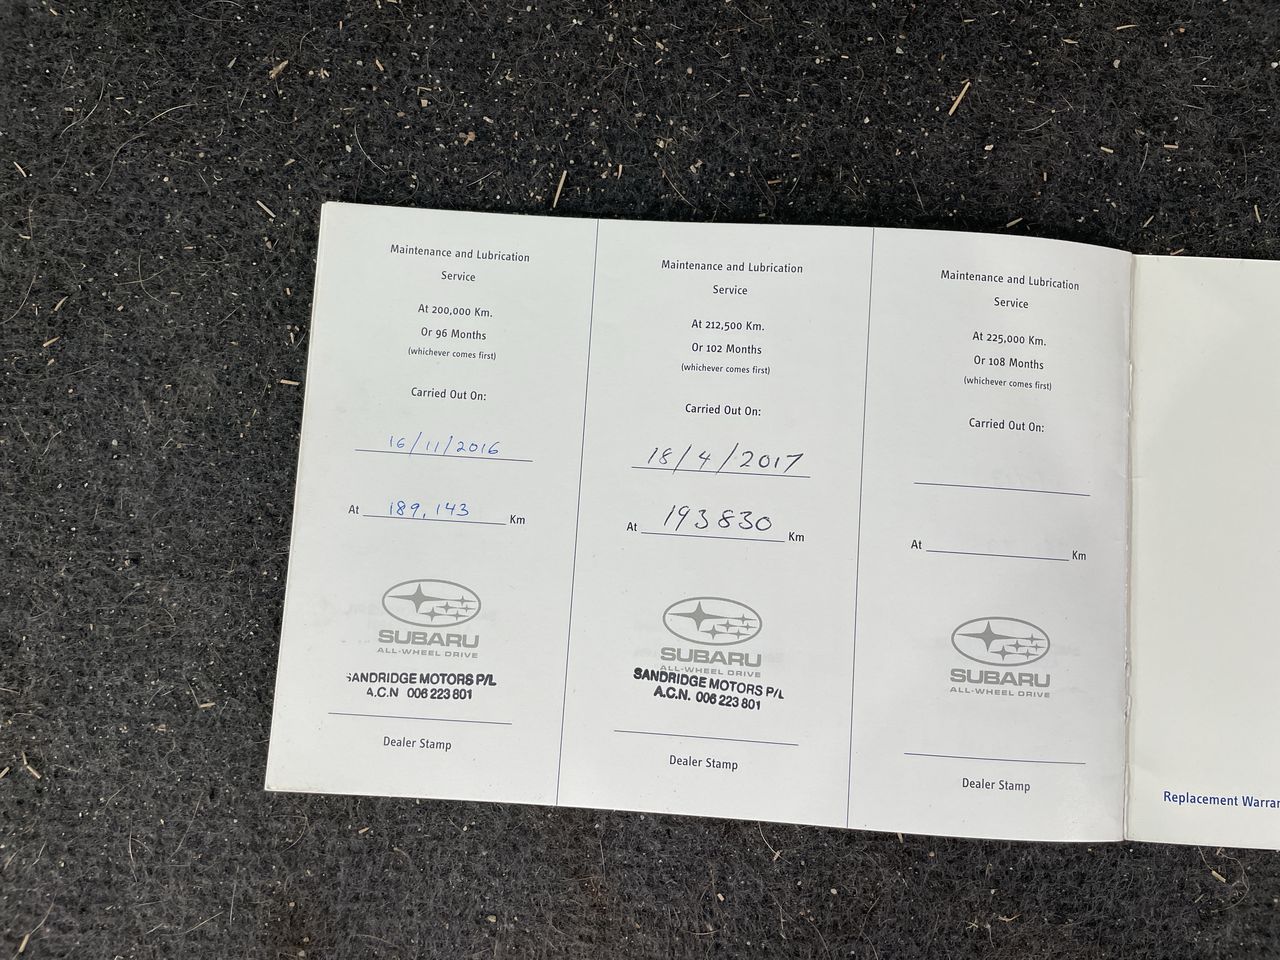 Maintenance and Lubrication
Service
At 200,000 Km.
Or 96 Months
(whichever comes first)
Carried Out On:
16/11/2016
At 189,143 Km
SUBARU
ALL-WHEEL DRIVE
SANDRIDGE MOTORS P/L
A.C.N 006 223 801
Dealer Stamp
Maintenance and Lubrication
Service
At 212,500 Km.
Or 102 Months
(whichever comes first)
Carried Out On:
18/4/2017
At 193830 Km
SUBARU
ALL-WHEEL DRIVE
SANDRIDGE MOTORS P/L
A.C.N. 006 223 801
Dealer Stamp
Maintenance and Lubrication
Service
At 225,000 Km.
Or 108 Months
(whichever comes first)
Carried Out On:
At Km
SUBARU
ALL-WHEEL DRIVE
Dealer Stamp
Replacement Warran